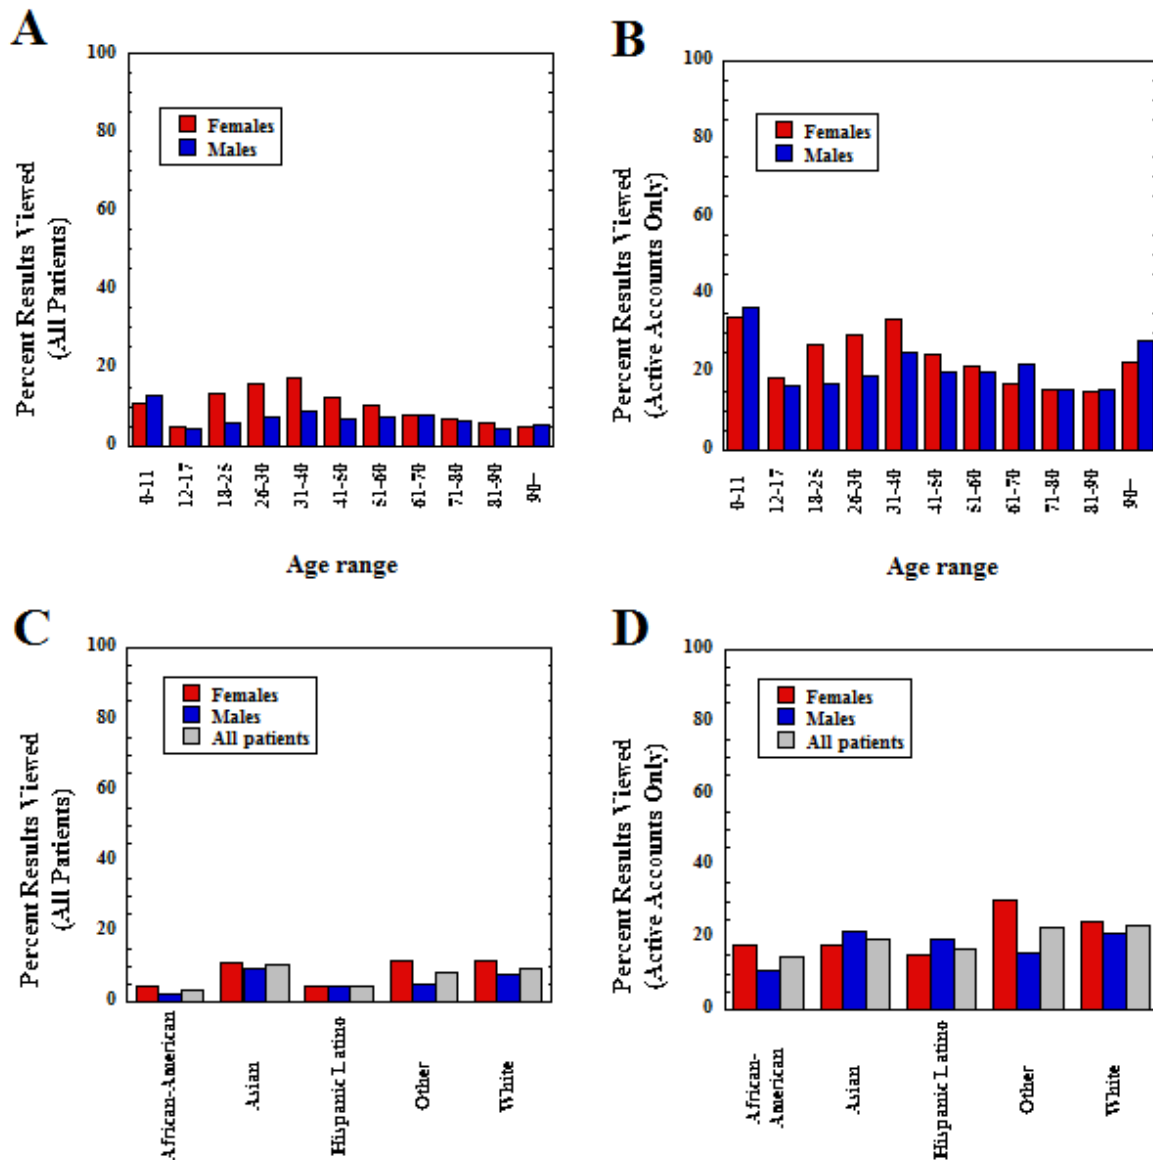 A
100
80
60
40
20
0
Females
Males
Percent Results Viewed
(All Patients)
0-11
12-17
18-25
26-30
31-40
41-50
51-60
61-70
71-80
81-90
Age range
B
100
80
60
40
20
0
Females
Males
Percent Results Viewed
(Active Accounts Only)
0-11
12-17
18-25
26-30
31-40
41-50
51-60
61-70
71-80
81-90
Age range
C
100
80
60
40
20
0
Females
Males
All patients
Percent Results Viewed
(All Patients)
African-American
Asian
Hispanic Latino
Other
White
D
100
80
60
40
20
0
Females
Males
All patients
Percent Results Viewed
(Active Accounts Only)
African-
American
Asian
Hispanic Latino
Other
White